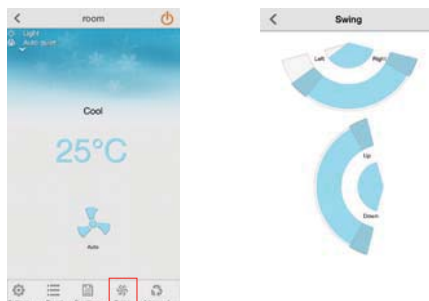 room
Light
Auto quiet
Cool
25°C
Auto
Swing
Left
Right
Up
Down